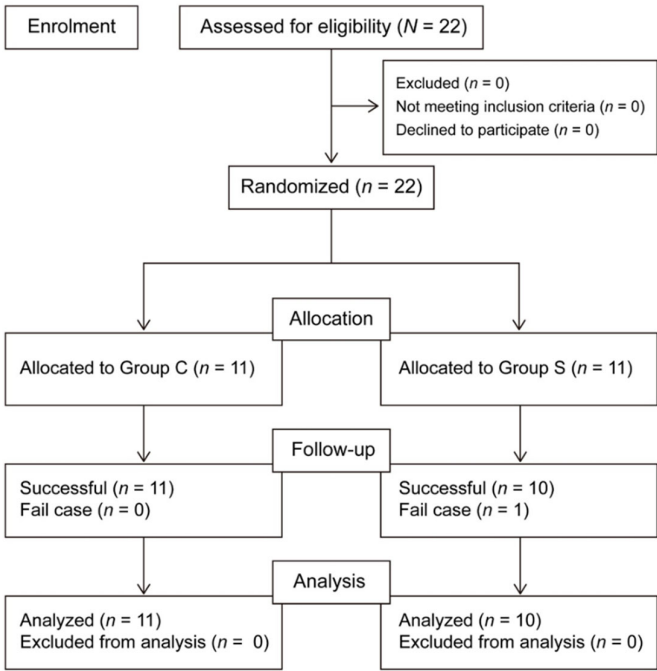 Enrolment
Assessed for eligibility (N = 22)
Excluded (n = 0)
Not meeting inclusion criteria (n = 0)
Declined to participate (n = 0)
Randomized (n = 22)
Allocation
Allocated to Group C (n = 11)
Allocated to Group S (n = 11)
Follow-up
Successful (n = 11)
Fail case (n = 0)
Successful (n = 10)
Fail case (n = 1)
Analysis
Analyzed (n = 11)
Excluded from analysis (n =  0)
Analyzed (n = 10)
Excluded from analysis (n = 0)